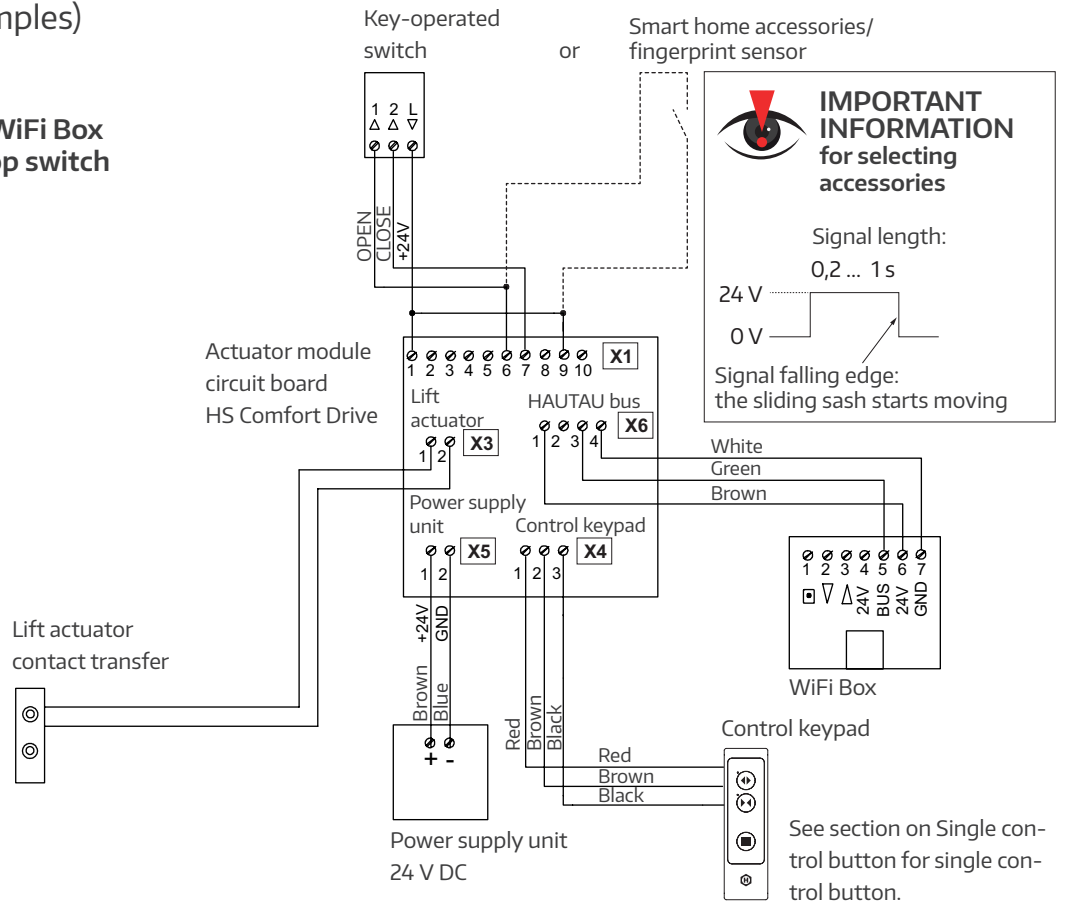 mples)
WiFi Box
op switch
Key-operated
switch
or
Smart home accessories/
fingerprint sensor
1 2 L
OPEN
CLOSE
+24V
IMPORTANT
INFORMATION
for selecting
accessories
Signal length:
0,2 ... 1 s
24 V
0 V
Signal falling edge:
the sliding sash starts moving
Actuator module
circuit board
HS Comfort Drive
1 2 3 4 5 6 7 8 9 10
X1
Lift
actuator
1 2
X3
HAUTAU bus
1 2 3 4
X6
White
Green
Brown
Power supply
unit
1 2
X5
Control keypad
1 2 3
X4
1 2 3 4 5 6 7
24V
BUS
24V
GND
WiFi Box
Lift actuator
contact transfer
+24V
GND
Brown
Blue
+ -
Power supply unit
24 V DC
Red
Brown
Black
Red
Brown
Black
Control keypad
H
See section on Single con-
trol button for single con-
trol button.